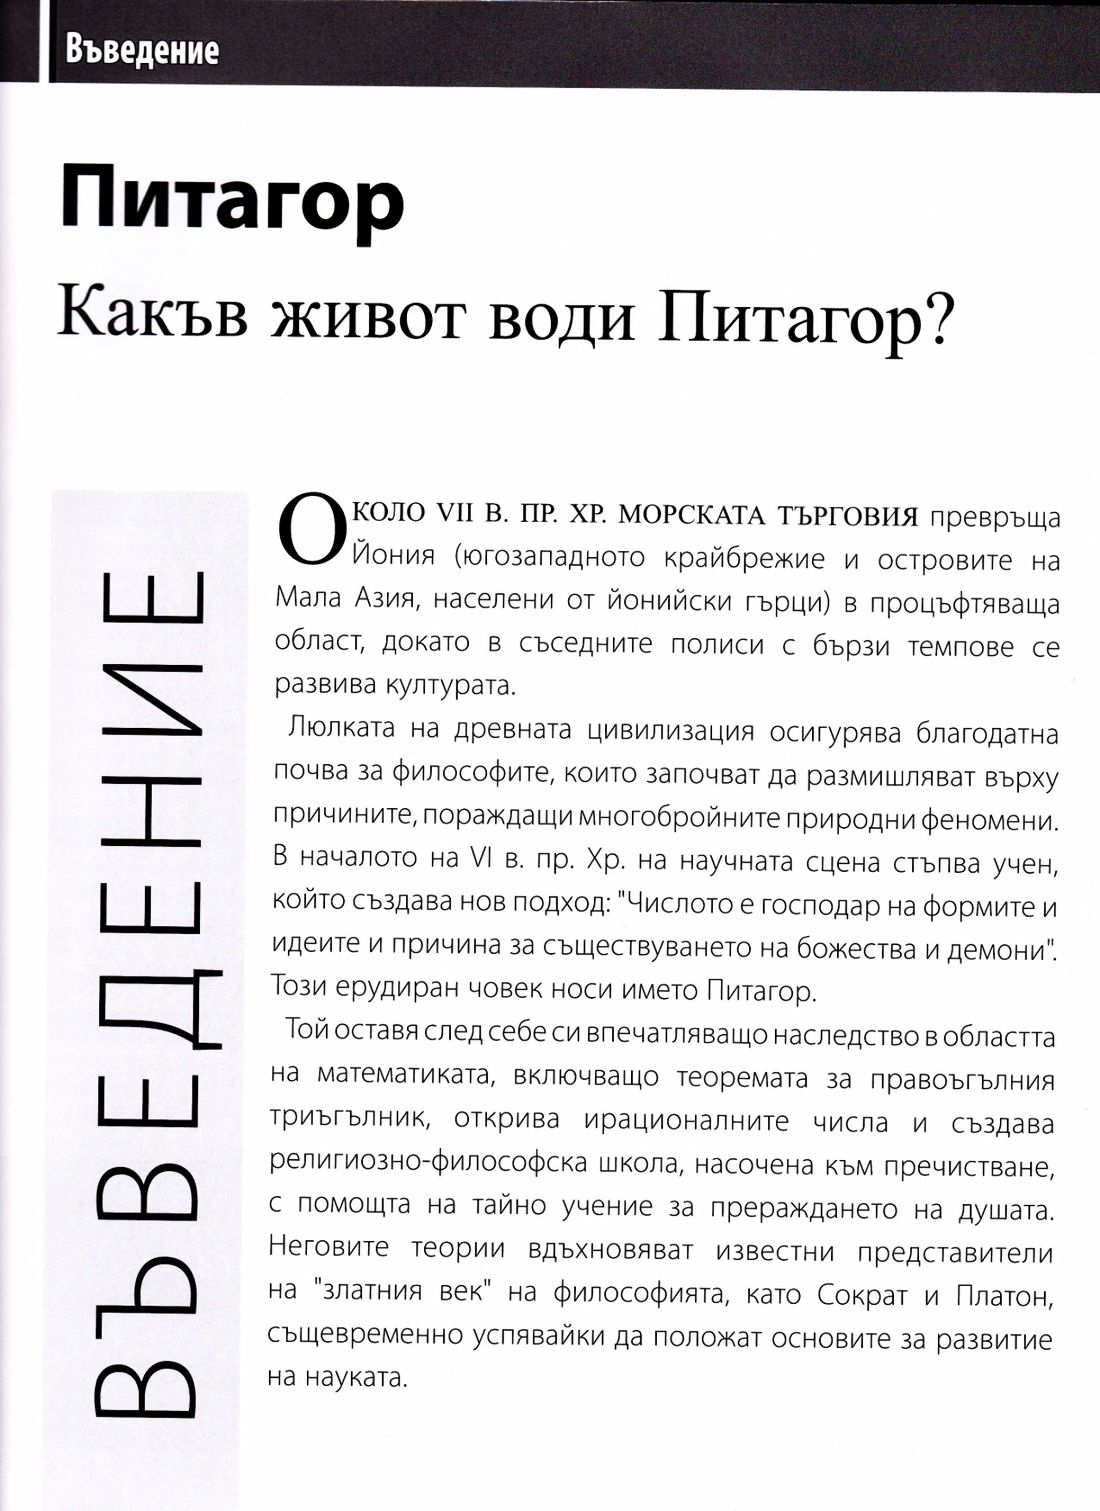 Въведение
Питагор
Какъв живот води Питагор?
ВЪВЕДЕНИЕ
ОКОЛО VII В. ПР. ХР. МОРСКАТА ТЪРГОВИЯ превръща
Йония (югозападното крайбрежие и островите на
Мала Азия, населени от йонийски гърци) в процъфтяваща
област, докато в съседните полиси с бързи темпове се
развива културата.
Люлката на древната цивилизация осигурява благодатна
почва за философите, които започват да размишляват върху
причините, пораждащи многобройните природни феномени.
В началото на VI в. пр. Хр. на научната сцена стъпва учен,
който създава нов подход: "Числото е господар на формите и
идеите и причина за съществуването на божества и демони".
Този ерудиран човек носи името Питагор.
Той оставя след себе си впечатляващо наследство в областта
на математиката, включващо теоремата за правоъгълния
триъгълник, открива ирационалните числа и създава
религиозно-философска школа, насочена към пречистване,
с помощта на тайно учение за прераждането на душата.
Неговите теории вдъхновяват известни представители
на "златния век" на философията, като Сократ и Платон,
същевременно успявайки да положат основите за развитие
на науката.